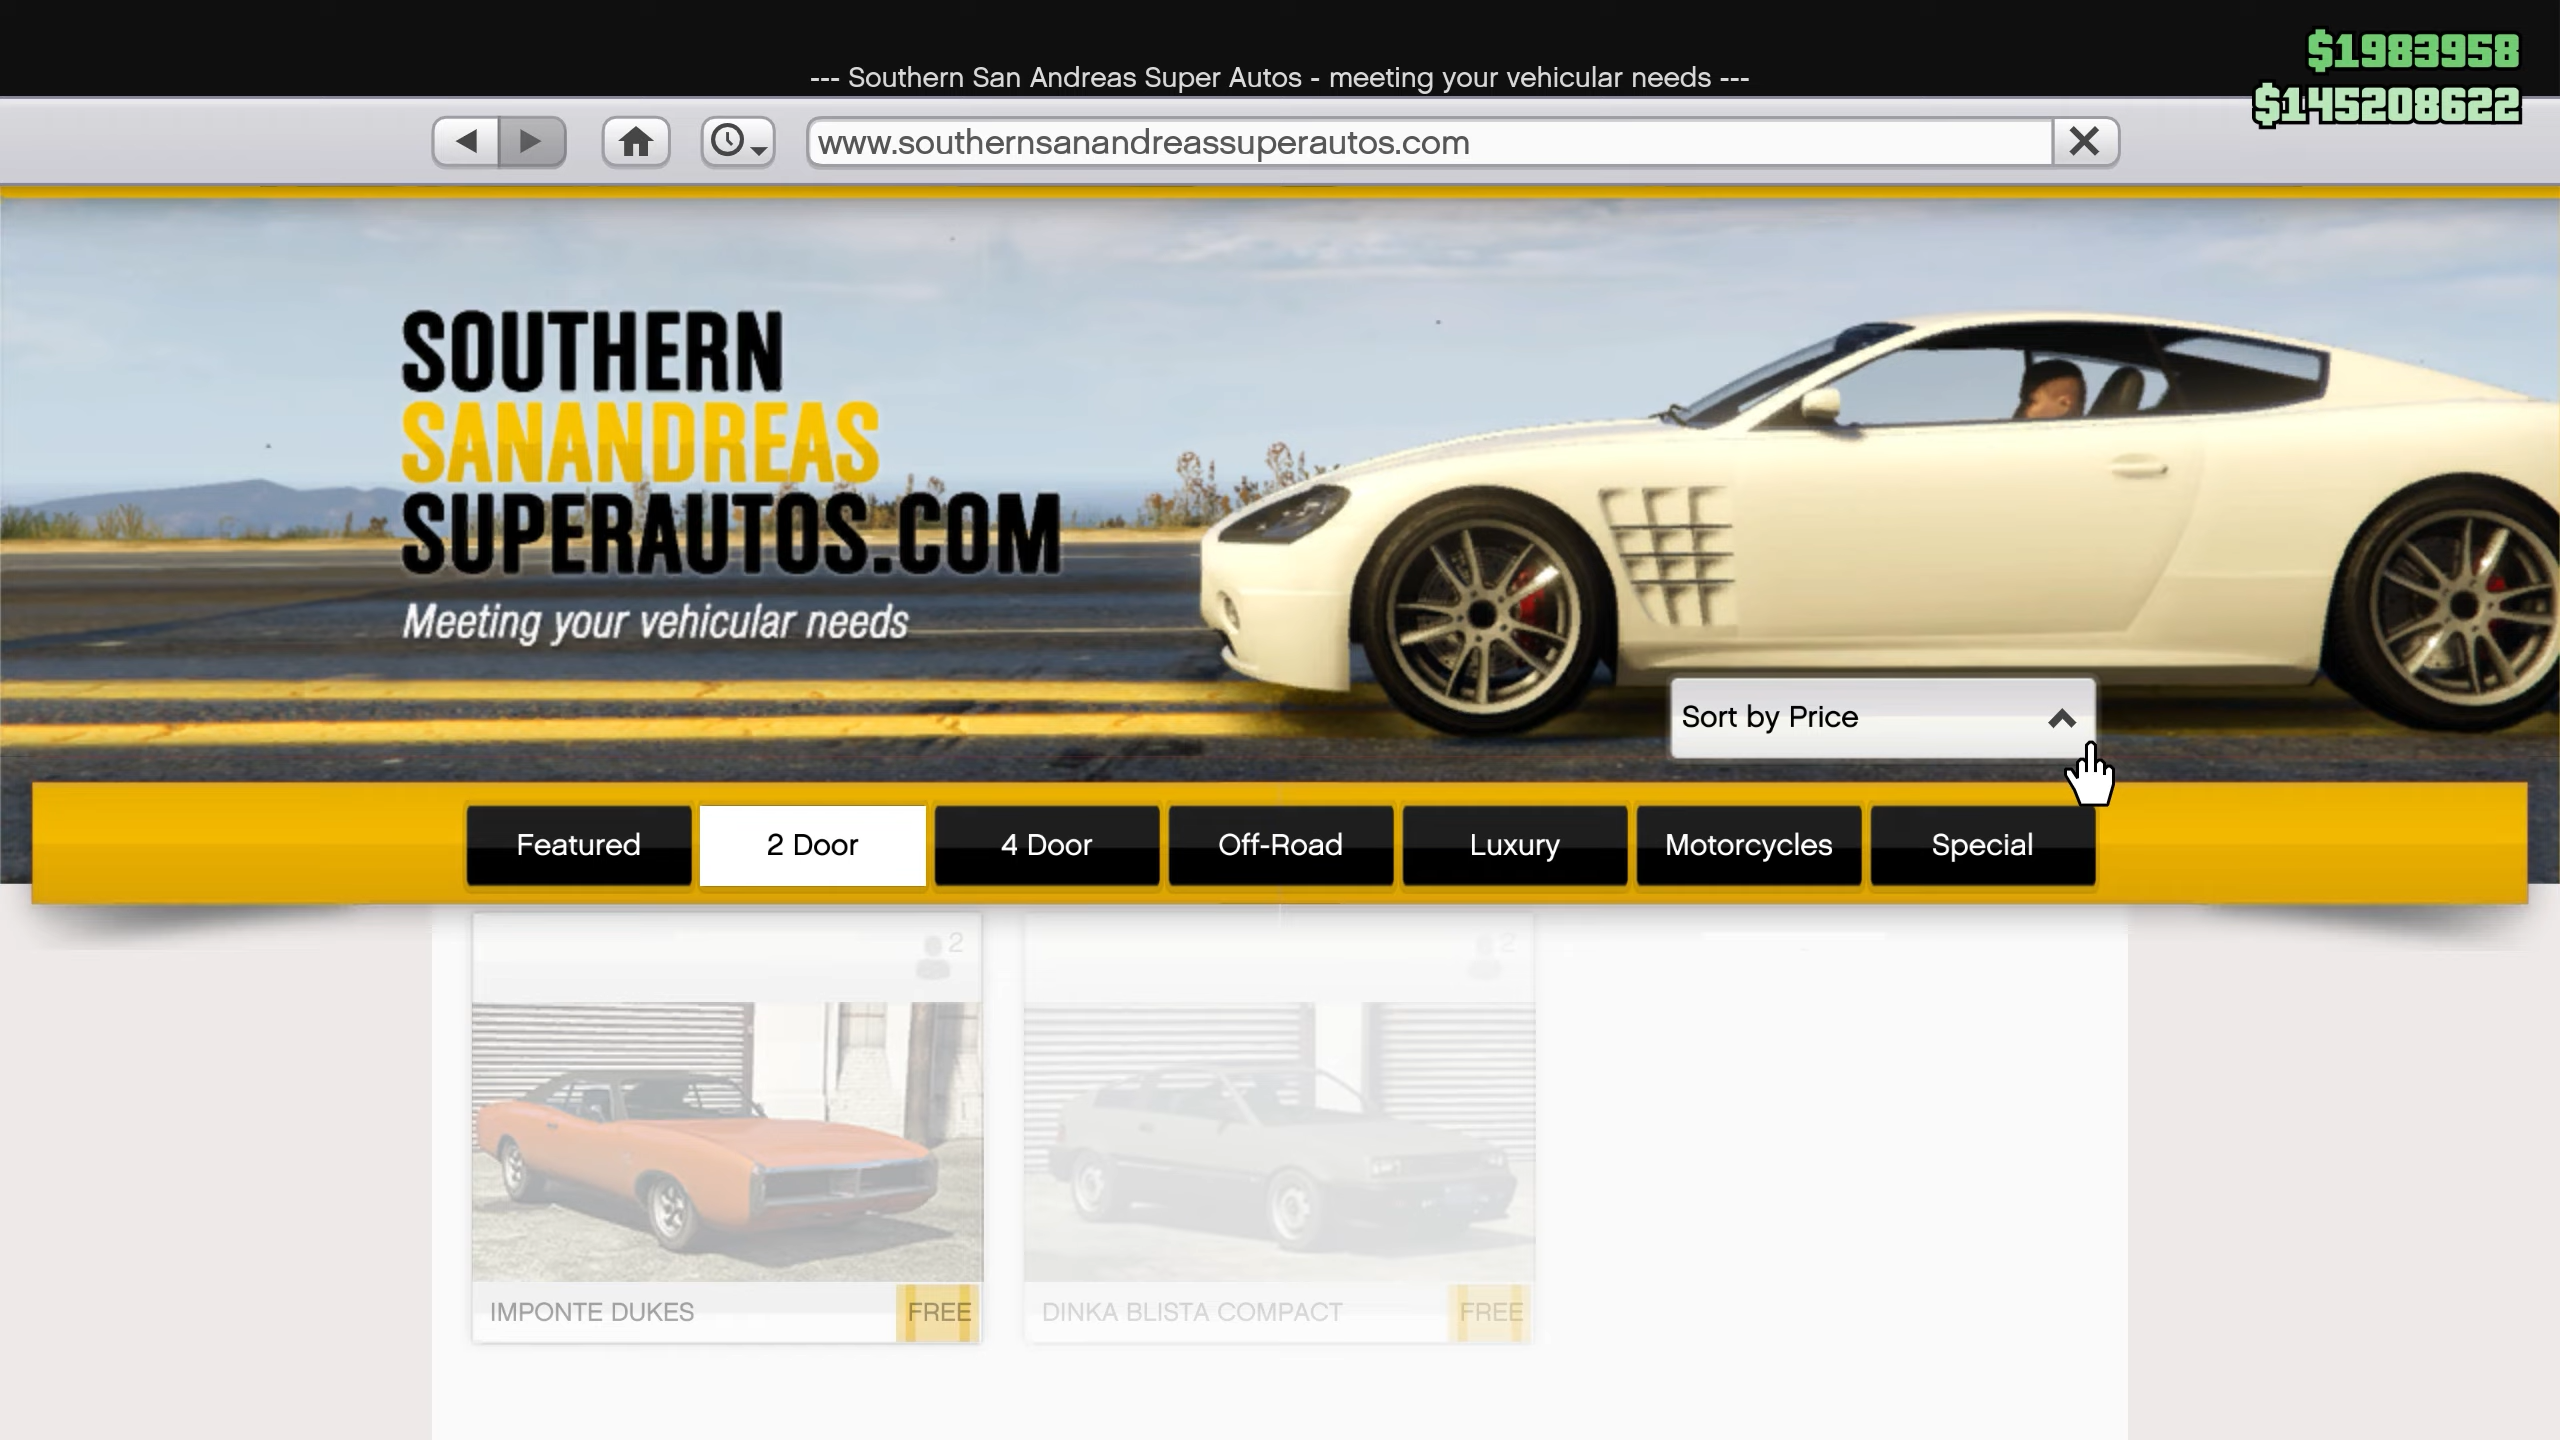 $1983958
--- Southern San Andreas Super Autos - meeting your vehicular needs ---
$145208622
www.southernsanandreassuperautos.com
SOUTHERN
SANANDREAS
SUPERAUTOS.COM
Meeting your vehicular needs
Sort by Price
Featured
2 Door
4 Door
Off-Road
Luxury
Motorcycles
Special
2
2
IMPONTE DUKES
FREE
DINKA BLISTA COMPACT
FREE